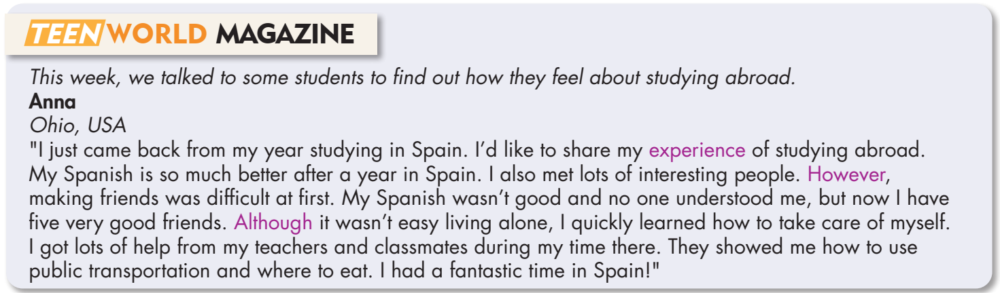 TEEN WORLD MAGAZINE
This week, we talked to some students to find out how they feel about studying abroad.
Anna
Ohio, USA
"I just came back from my year studying in Spain. I’d like to share my experience of studying abroad.
My Spanish is so much better after a year in Spain. I also met lots of interesting people. However,
making friends was difficult at first. My Spanish wasn’t good and no one understood me, but now I have
five very good friends. Although it wasn’t easy living alone, I quickly learned how to take care of myself.
I got lots of help from my teachers and classmates during my time there. They showed me how to use
public transportation and where to eat. I had a fantastic time in Spain!"